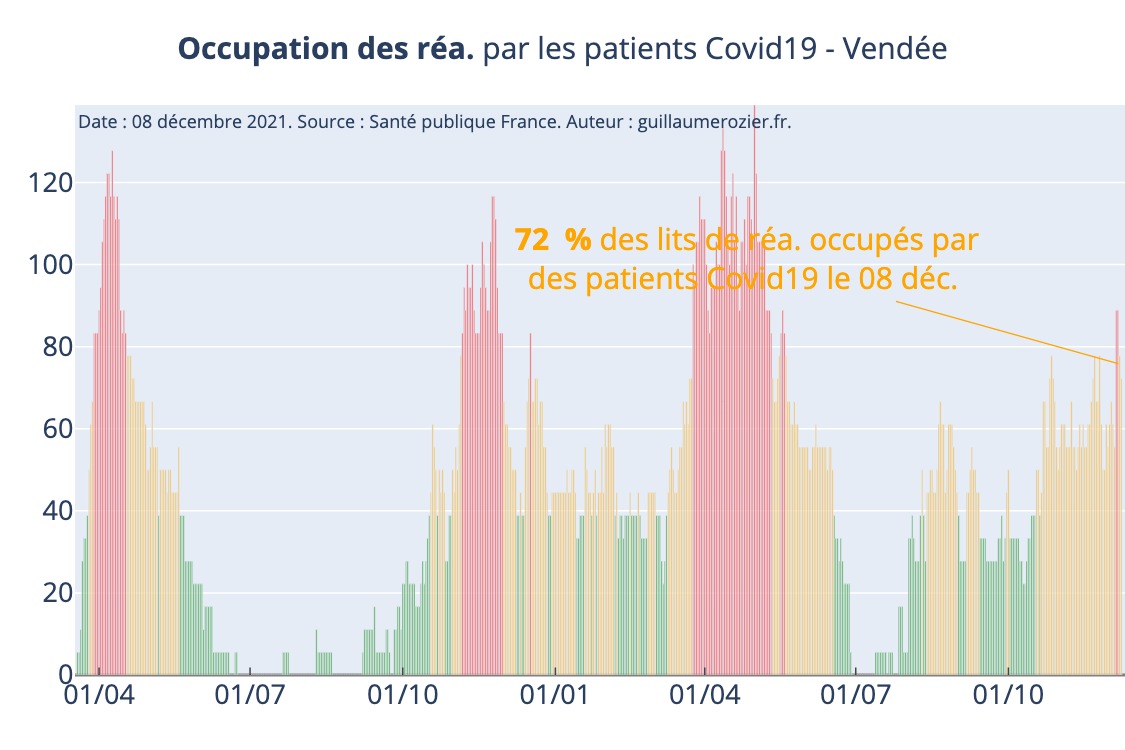 Occupation des réa. par les patients Covid19 - Vendée
Date : 08 décembre 2021. Source : Santé publique France. Auteur : guillaumerozier.fr.
72  % des lits de réa. occupés par
des patients Covid19 le 08 déc.
120
100
80
60
40
20
0
01/04 01/07 01/10 01/01 01/04 01/07 01/10